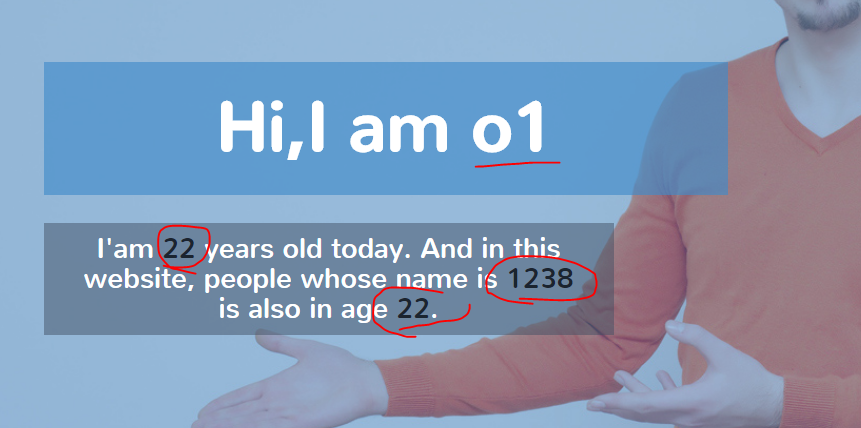 Hi,I am o1
I'am 22 years old today. And in this
website, people whose name is 1238
is also in age 22.